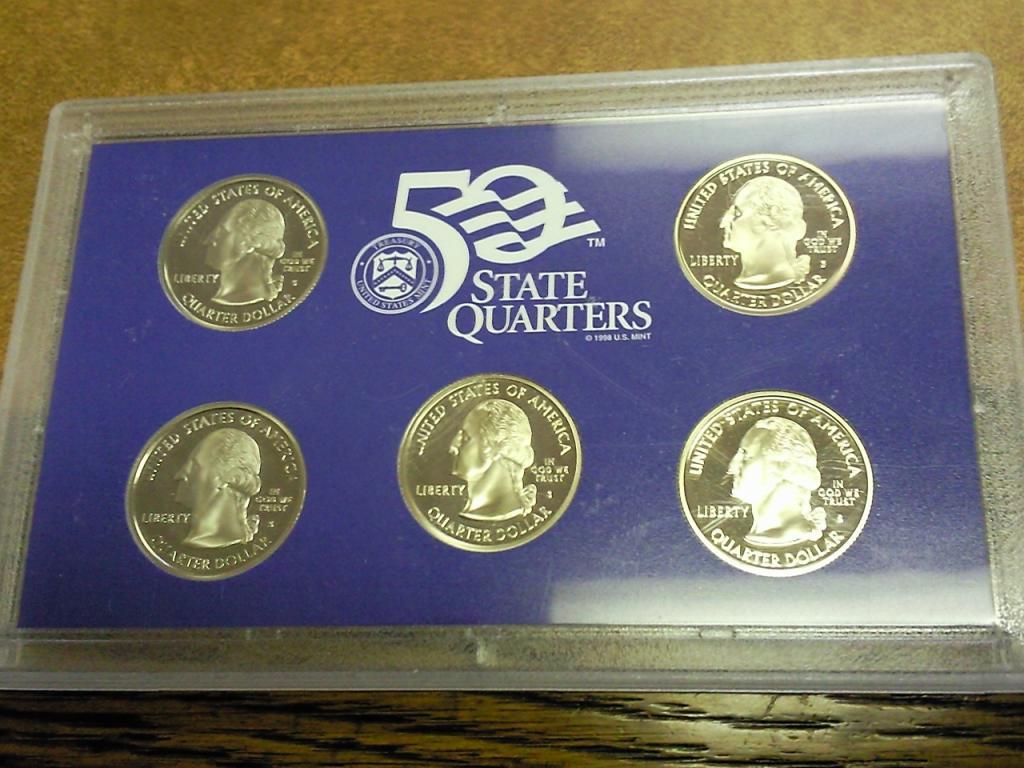 UNITED STATES OF AMERICA
LIBERTY
IN
GOD WE
TRUST
S
QUARTER DOLLAR
50
TM
TREASURY
UNITED STATES MINT
STATE
QUARTERS
© 1998 U.S. MINT
UNITED STATES OF AMERICA
LIBERTY
IN
GOD WE
TRUST
S
QUARTER DOLLAR
UNITED STATES OF AMERICA
LIBERTY
IN
GOD WE
TRUST
S
QUARTER DOLLAR
UNITED STATES OF AMERICA
LIBERTY
IN
GOD WE
TRUST
S
QUARTER DOLLAR
UNITED STATES OF AMERICA
LIBERTY
IN
GOD WE
TRUST
S
QUARTER DOLLAR